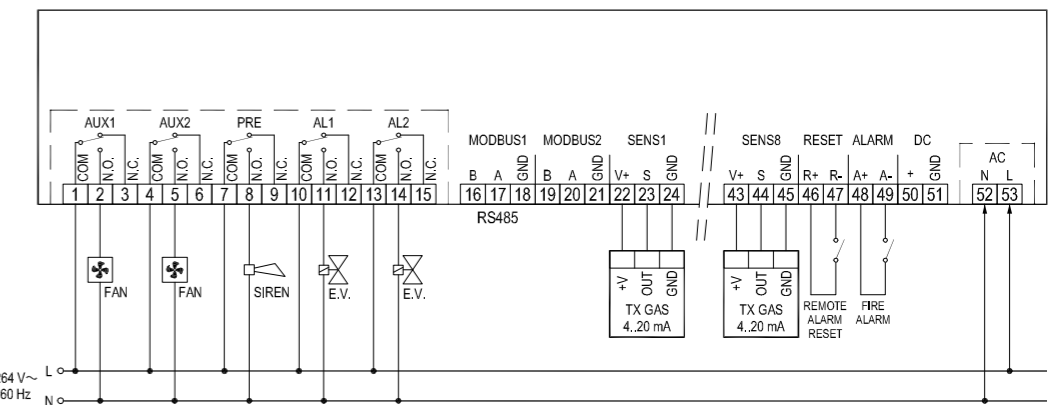 AUX1 AUX2 PRE AL1 AL2
MODBUS1 MODBUS2 SENS1 SENS8 RESET ALARM DC AC
COM N.O. N.C. COM N.O. N.C. COM N.O. N.C. COM N.O. N.C. COM N.O. N.C. B A GND B A GND V+ S GND V+ S GND R+ R- A+ A- + GND N L
1 2 3 4 5 6 7 8 9 10 11 12 13 14 15 16 17 18 19 20 21 22 23 24 43 44 45 46 47 48 49 50 51 52 53
RS485
FAN FAN SIREN E.V. E.V.
+V OUT GND
TX GAS
4..20 mA
+V OUT GND
TX GAS
4..20 mA
REMOTE
ALARM
RESET
FIRE
ALARM
264 V~ L
60 Hz N